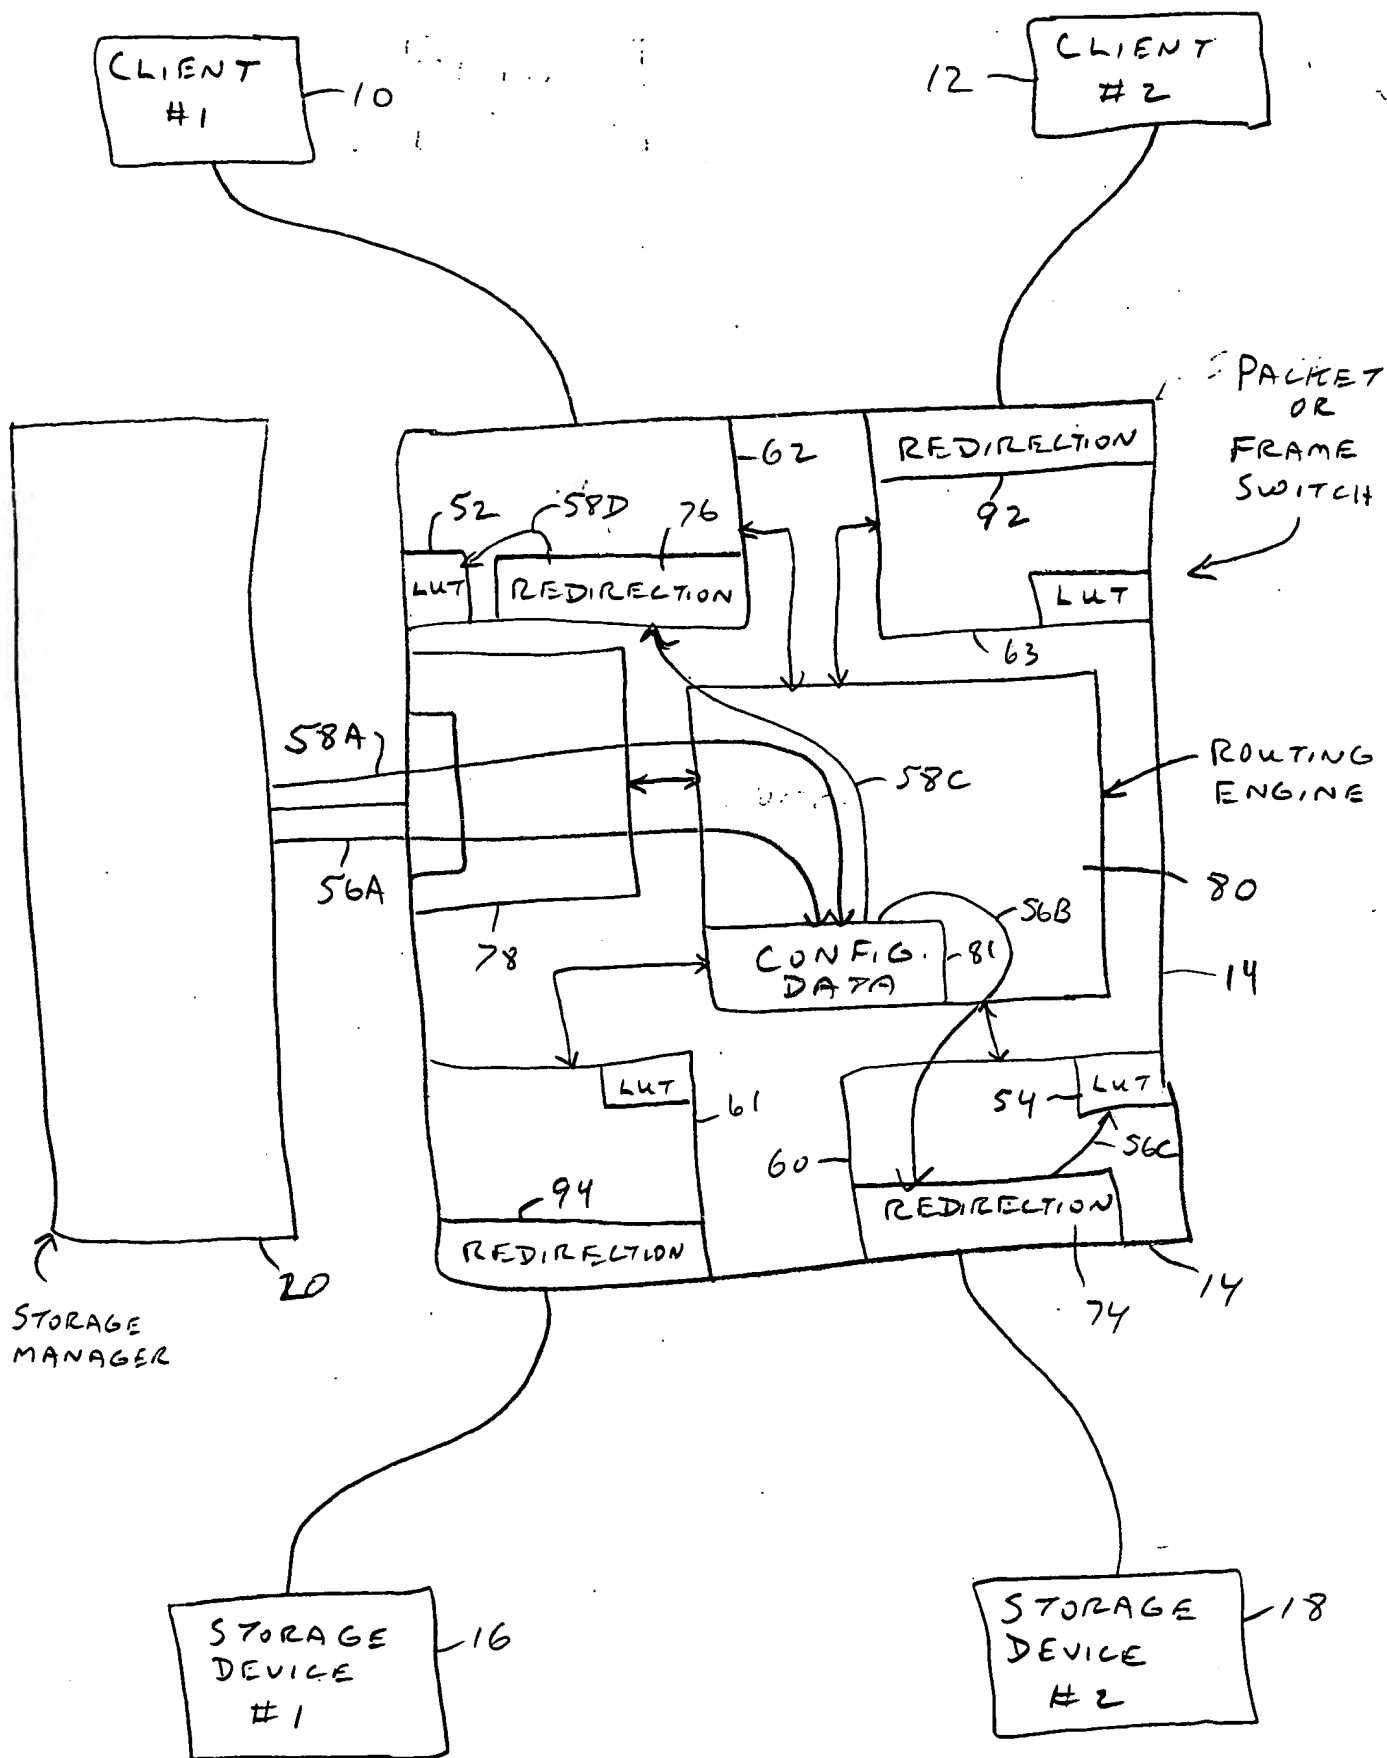 CLIENT
#1
10
12
CLIENT
#2
PACKET
OR
FRAME
SWITCH
62
REDIRECTION
92
52
58D
76
LUT
REDIRECTION
LUT
63
58A
58C
ROUTING
ENGINE
56A
80
56B
78
CONFIG.
DATA
81
14
LUT
61
54
LUT
60
56C
94
REDIRECTION
REDIRECTION
74
14
20
STORAGE
MANAGER
STORAGE
DEVICE
#1
16
STORAGE
DEVICE
#2
18